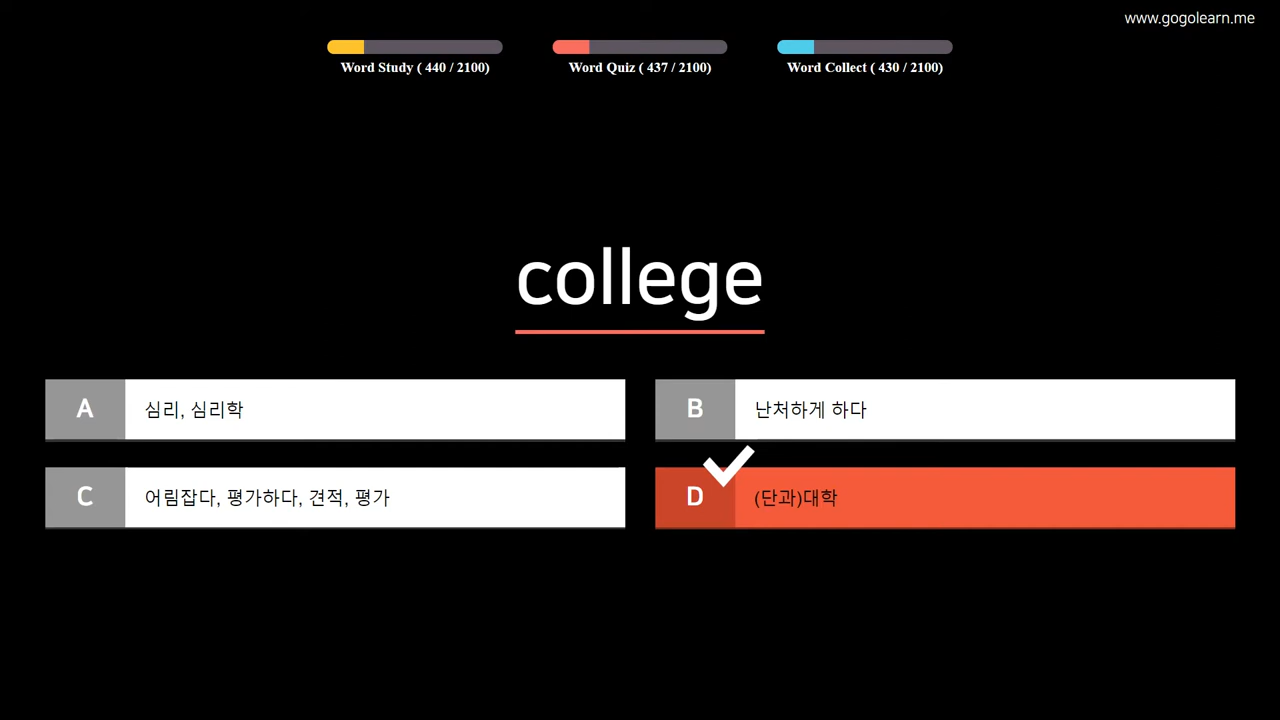 www.gogolearn.me
Word Study ( 440 / 2100)
Word Quiz ( 437 / 2100)
Word Collect ( 430 / 2100)
college
A 심리, 심리학
B 난처하게 하다
C 어림잡다, 평가하다, 견적, 평가
D (단과)대학